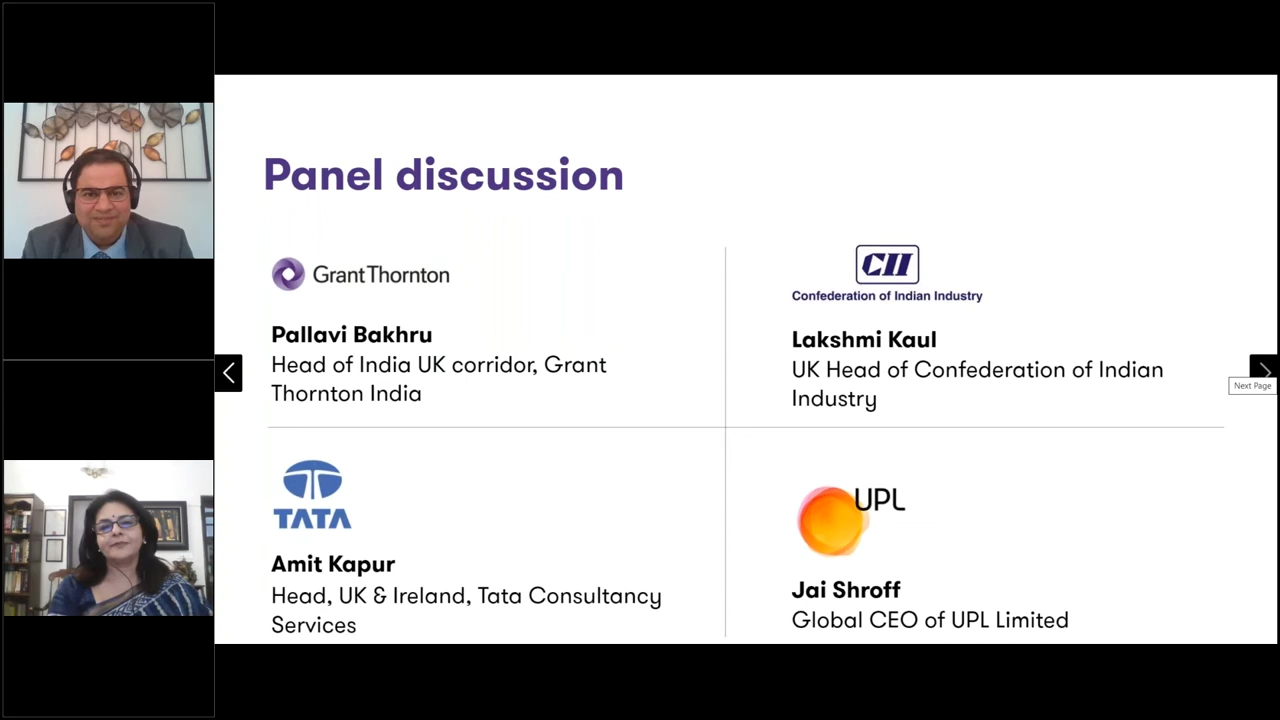 Panel discussion
Grant Thornton
Pallavi Bakhru
Head of India UK corridor, Grant
Thornton India
CII
Confederation of Indian Industry
Lakshmi Kaul
UK Head of Confederation of Indian
Industry
Next Page
TATA
Amit Kapur
Head, UK & Ireland, Tata Consultancy
Services
UPL
Jai Shroff
Global CEO of UPL Limited